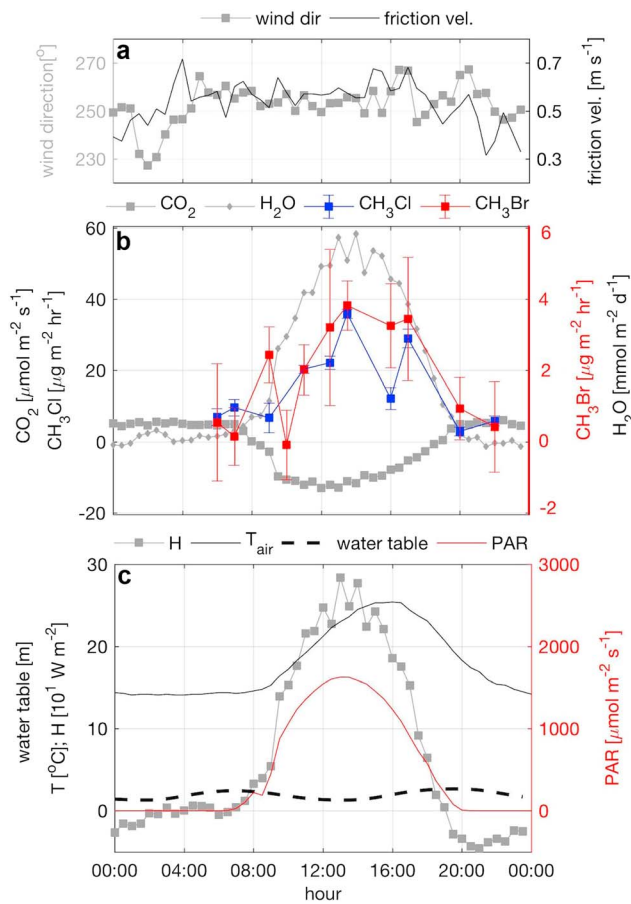 wind dir friction vel.
a
270
250
230
wind direction[°]
0.7
0.5
0.3
friction vel. [m s-1]
CO2 H2O CH3Cl CH3Br
b
60
40
20
0
-20
CO2 [μmol m-2 s-1]
CH3Cl [μg m-2 hr-1]
6
4
2
0
-2
CH3Br [μg m-2 hr-1]
H2O [mmol m-2 d-1]
H Tair water table PAR
c
30
20
10
0
water table [m]
T [°C]; H [101 W m-2]
3000
2000
1000
0
PAR [μmol m-2 s-1]
00:00 04:00 08:00 12:00 16:00 20:00 00:00
hour